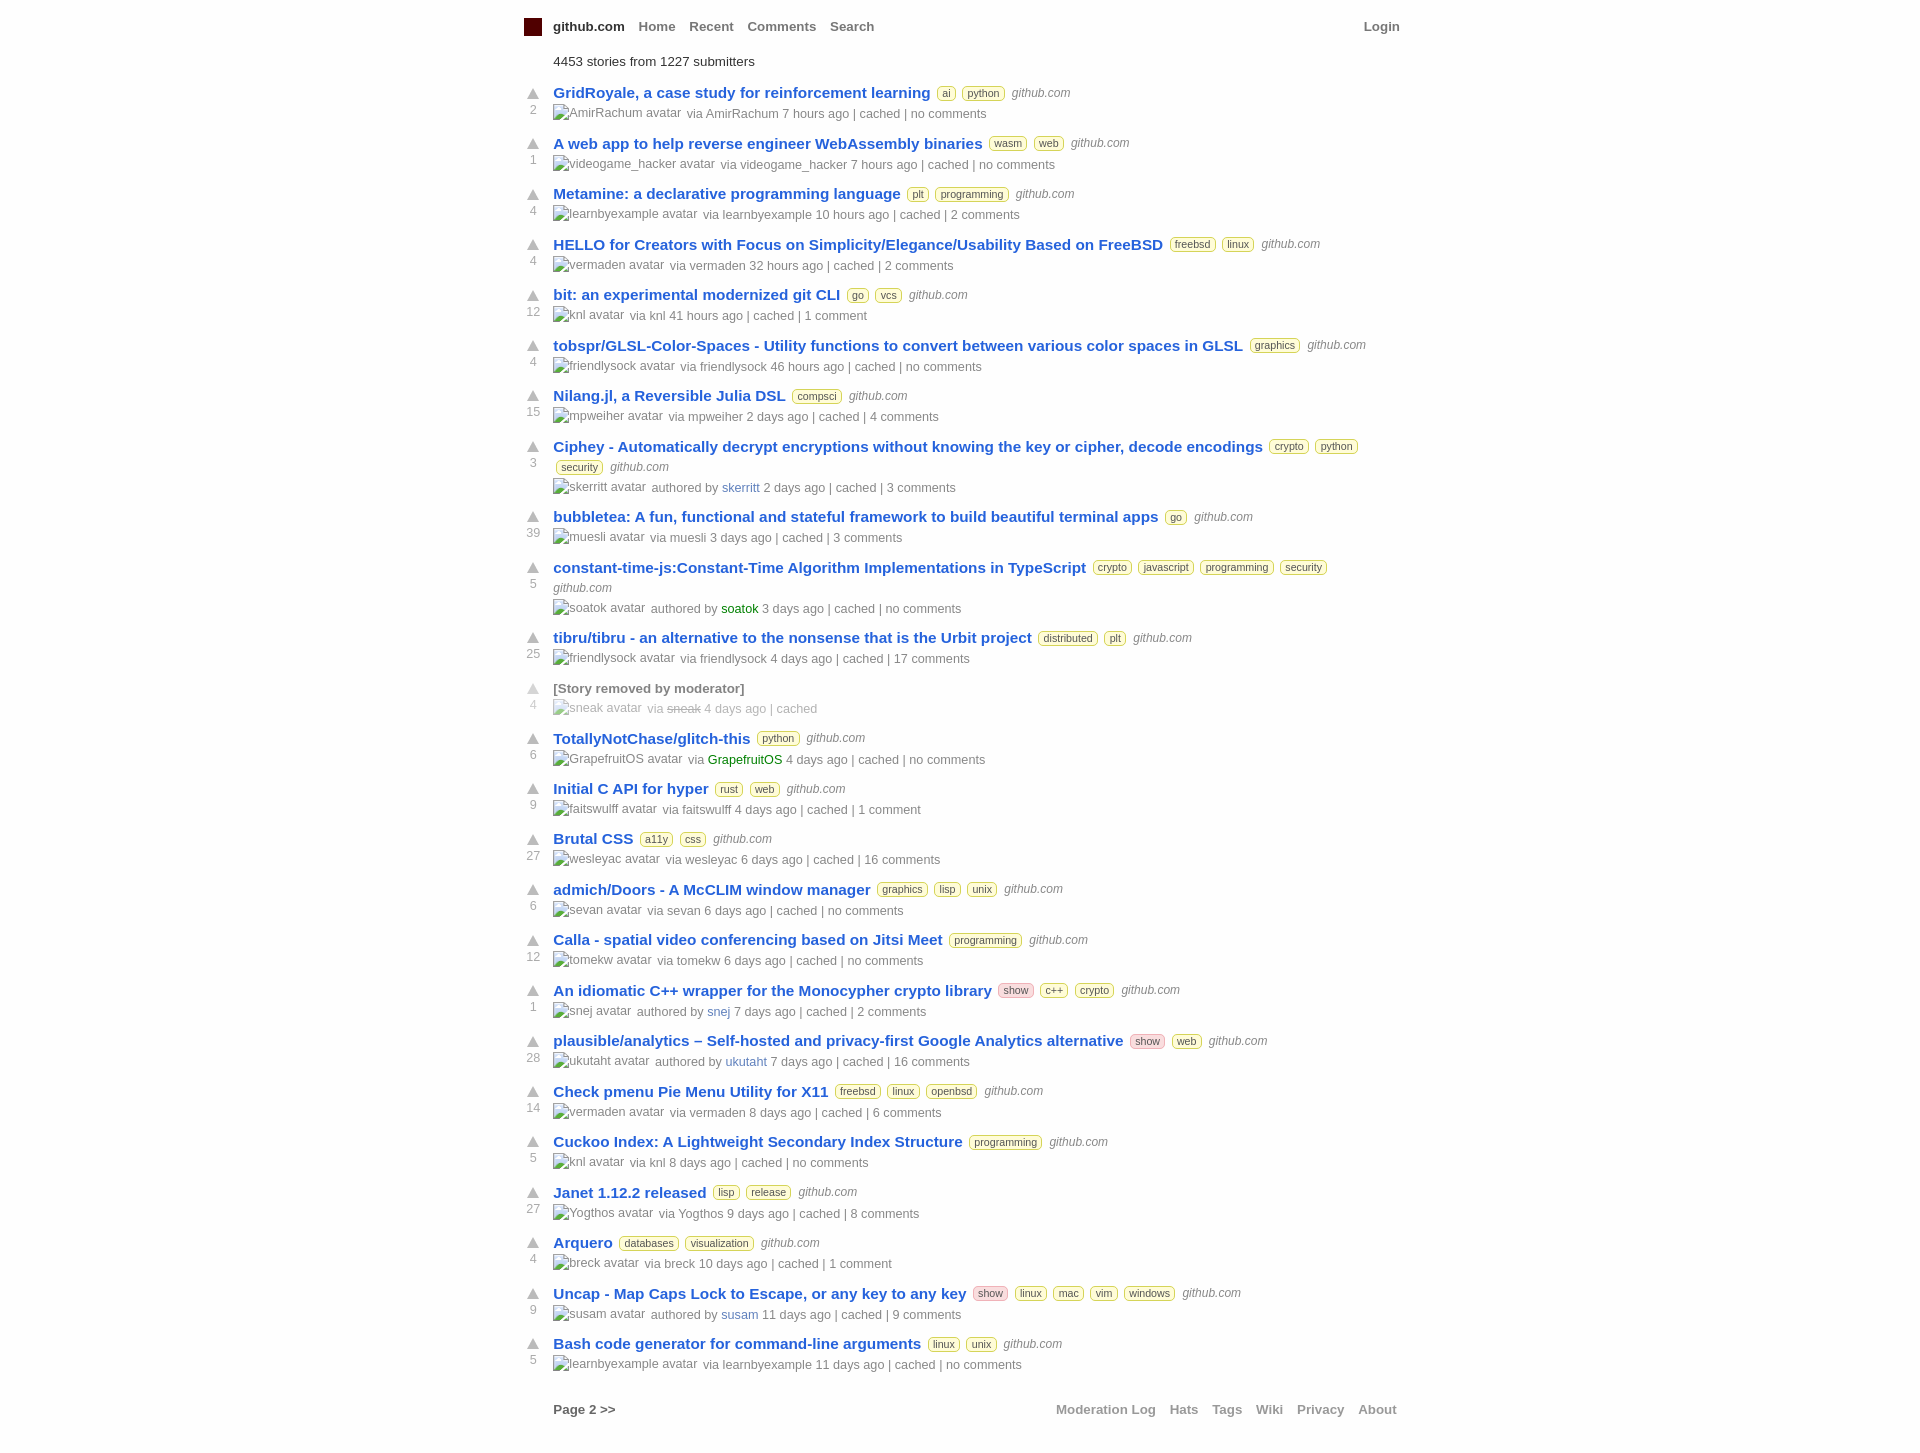 github.com Home Recent Comments Search Login
4453 stories from 1227 submitters
GridRoyale, a case study for reinforcement learning ai python github.com
2 AmirRachum avatar via AmirRachum 7 hours ago | cached | no comments
A web app to help reverse engineer WebAssembly binaries wasm web github.com
1 videogame_hacker avatar via videogame_hacker 7 hours ago | cached | no comments
Metamine: a declarative programming language plt programming github.com
4 learnbyexample avatar via learnbyexample 10 hours ago | cached | 2 comments
HELLO for Creators with Focus on Simplicity/Elegance/Usability Based on FreeBSD freebsd linux github.com
4 vermaden avatar via vermaden 32 hours ago | cached | 2 comments
bit: an experimental modernized git CLI go vcs github.com
12 knl avatar via knl 41 hours ago | cached | 1 comment
tobspr/GLSL-Color-Spaces - Utility functions to convert between various color spaces in GLSL graphics github.com
4 friendlysock avatar via friendlysock 46 hours ago | cached | no comments
Nilang.jl, a Reversible Julia DSL compsci github.com
15 mpweiher avatar via mpweiher 2 days ago | cached | 4 comments
Ciphey - Automatically decrypt encryptions without knowing the key or cipher, decode encodings crypto python
3 security github.com
skerritt avatar authored by skerritt 2 days ago | cached | 3 comments
bubbletea: A fun, functional and stateful framework to build beautiful terminal apps go github.com
39 muesli avatar via muesli 3 days ago | cached | 3 comments
constant-time-js:Constant-Time Algorithm Implementations in TypeScript crypto javascript programming security
5 github.com
soatok avatar authored by soatok 3 days ago | cached | no comments
tibru/tibru - an alternative to the nonsense that is the Urbit project distributed plt github.com
25 friendlysock avatar via friendlysock 4 days ago | cached | 17 comments
[Story removed by moderator]
4 sneak avatar via sneak 4 days ago | cached
TotallyNotChase/glitch-this python github.com
6 GrapefruitOS avatar via GrapefruitOS 4 days ago | cached | no comments
Initial C API for hyper rust web github.com
9 faitswulff avatar via faitswulff 4 days ago | cached | 1 comment
Brutal CSS a11y css github.com
27 wesleyac avatar via wesleyac 6 days ago | cached | 16 comments
admich/Doors - A McCLIM window manager graphics lisp unix github.com
6 sevan avatar via sevan 6 days ago | cached | no comments
Calla - spatial video conferencing based on Jitsi Meet programming github.com
12 tomekw avatar via tomekw 6 days ago | cached | no comments
An idiomatic C++ wrapper for the Monocypher crypto library show c++ crypto github.com
1 snej avatar authored by snej 7 days ago | cached | 2 comments
plausible/analytics – Self-hosted and privacy-first Google Analytics alternative show web github.com
28 ukutaht avatar authored by ukutaht 7 days ago | cached | 16 comments
Check pmenu Pie Menu Utility for X11 freebsd linux openbsd github.com
14 vermaden avatar via vermaden 8 days ago | cached | 6 comments
Cuckoo Index: A Lightweight Secondary Index Structure programming github.com
5 knl avatar via knl 8 days ago | cached | no comments
Janet 1.12.2 released lisp release github.com
27 Yogthos avatar via Yogthos 9 days ago | cached | 8 comments
Arquero databases visualization github.com
4 breck avatar via breck 10 days ago | cached | 1 comment
Uncap - Map Caps Lock to Escape, or any key to any key show linux mac vim windows github.com
9 susam avatar authored by susam 11 days ago | cached | 9 comments
Bash code generator for command-line arguments linux unix github.com
5 learnbyexample avatar via learnbyexample 11 days ago | cached | no comments
Page 2 >> Moderation Log Hats Tags Wiki Privacy About